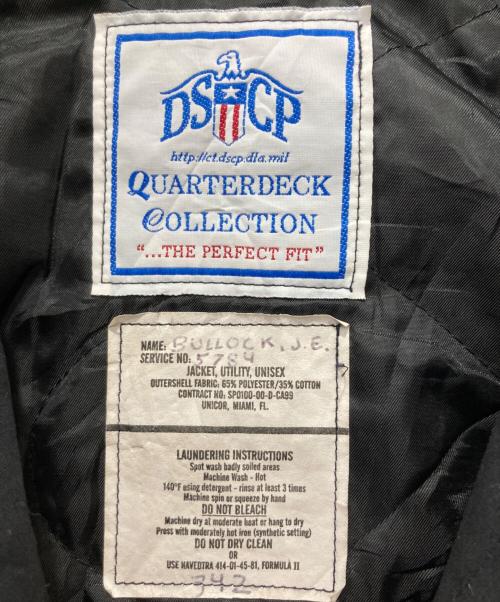 DSCP
http://ct.dscp.dla.mil
QUARTERDECK
COLLECTION
"...THE PERFECT FIT"
NAME: BULLOCK, J.E.
SERVICE NO: 5784
JACKET, UTILITY, UNISEX
OUTERSHELL FABRIC: 65% POLYESTER/35% COTTON
CONTRACT NO: SP0100-00-D-CA99
UNICOR, MIAMI, FL.
LAUNDERING INSTRUCTIONS
Spot wash badly soiled areas
Machine Wash - Hot
140°F using detergent - rinse at least 3 times
Machine spin or squeeze by hand
DO NOT BLEACH
Machine dry at moderate heat or hang to dry
Press with moderately hot iron (synthetic setting)
DO NOT DRY CLEAN
OR
USE NAVEDTRA 414-01-45-81, FORMULA II
342